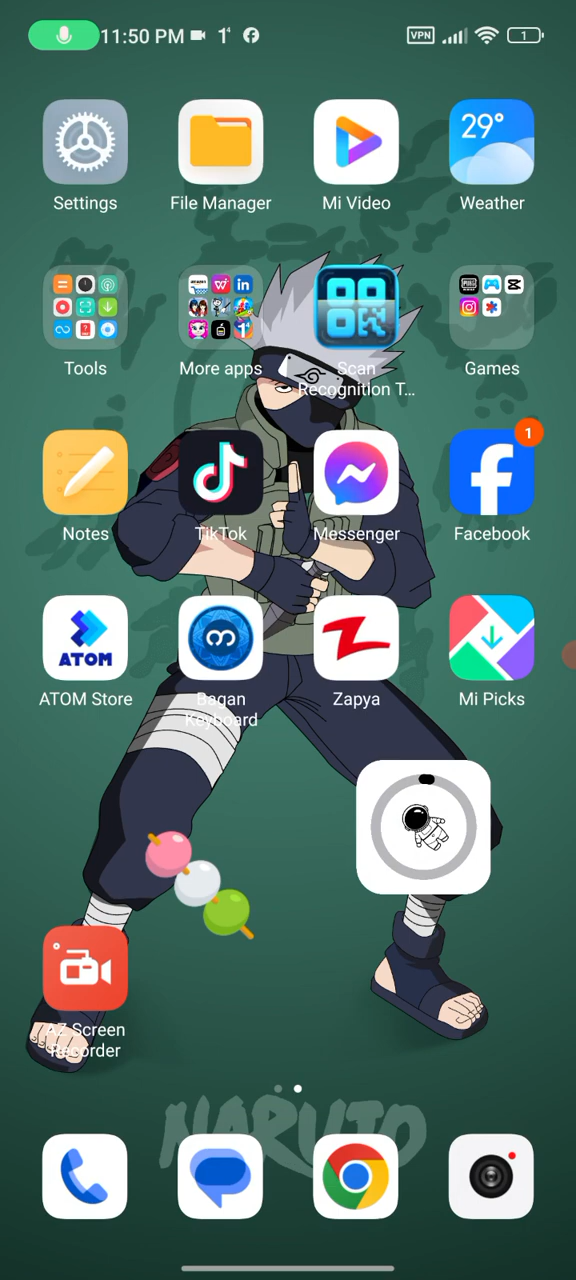 11:50 PM
VPN
1
29°
Settings
File Manager
Mi Video
Weather
Tools
More apps
Scan
Recognition T...
Games
1
Notes
TikTok
Messenger
Facebook
ATOM
ATOM Store
Bagan
Keyboard
Zapya
Mi Picks
AZ Screen
Recorder
NARUTO